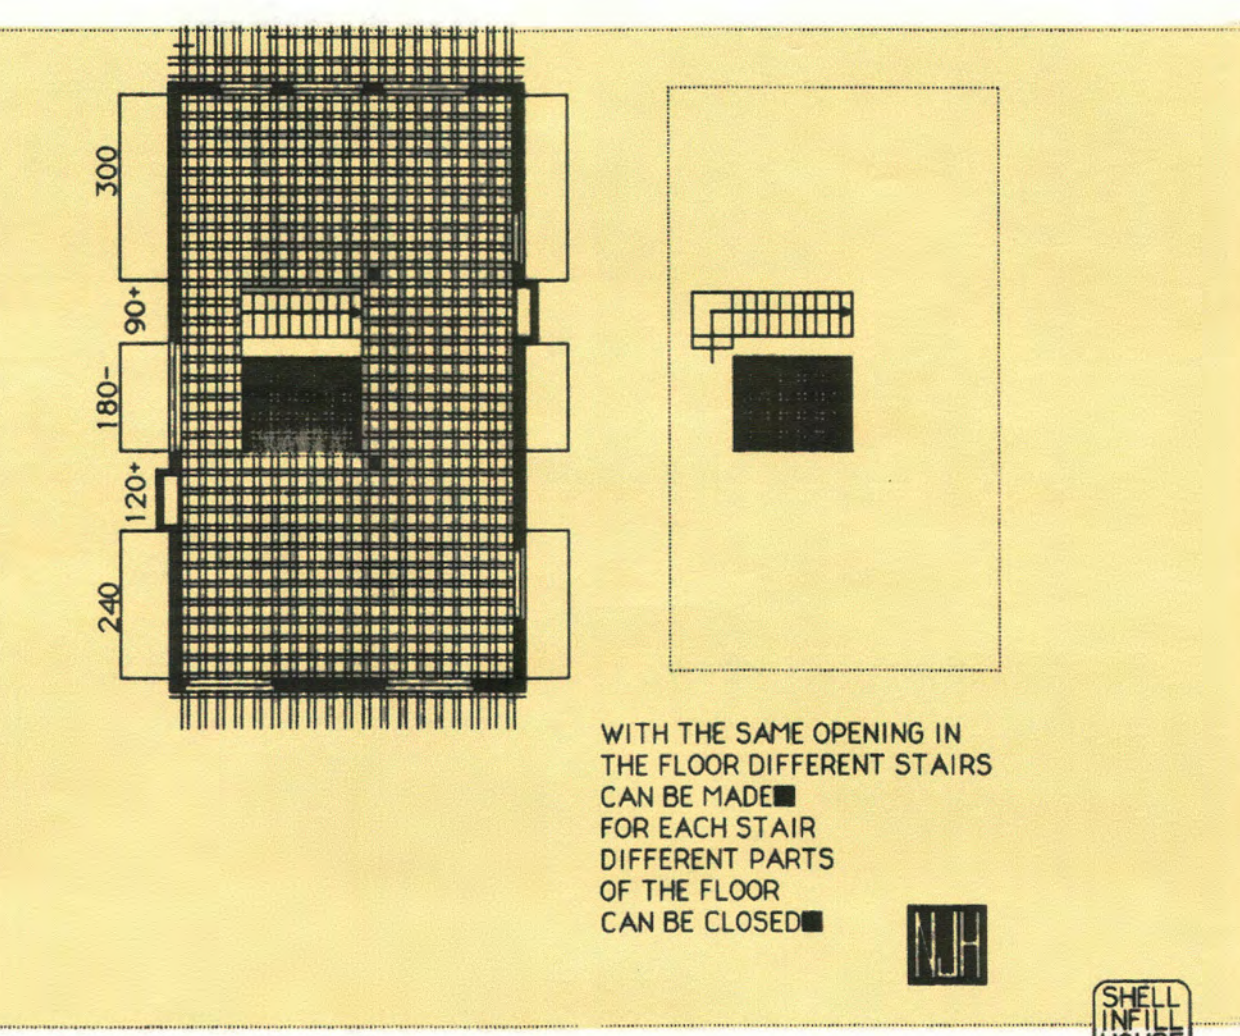 300
90+
180-
120+
240
WITH THE SAME OPENING IN
THE FLOOR DIFFERENT STAIRS
CAN BE MADE■
FOR EACH STAIR
DIFFERENT PARTS
OF THE FLOOR
CAN BE CLOSED■
NJH
SHELL
INFILL
HOUSE